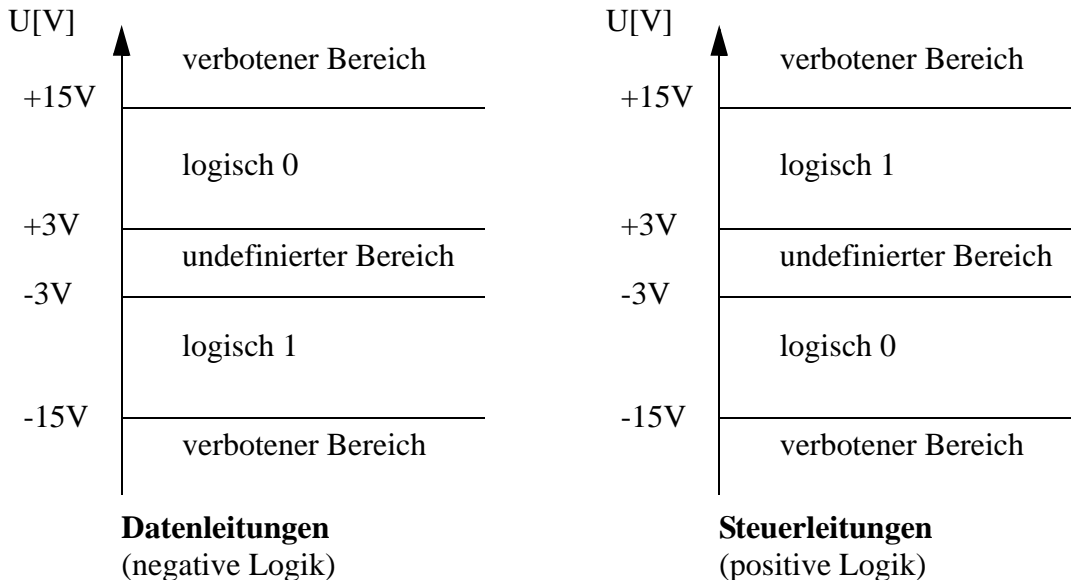 U[V]
verbotener Bereich
+15V
logisch 0
+3V
undefinierter Bereich
-3V
logisch 1
-15V
verbotener Bereich
Datenleitungen
(negative Logik)
U[V]
verbotener Bereich
+15V
logisch 1
+3V
undefinierter Bereich
-3V
logisch 0
-15V
verbotener Bereich
Steuerleitungen
(positive Logik)